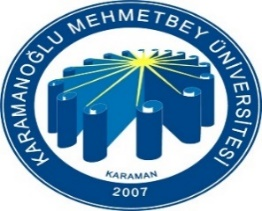 KARAMANOĞLU MEHMETBEY ÜNİVERSİTESİ
KARAMAN
2007